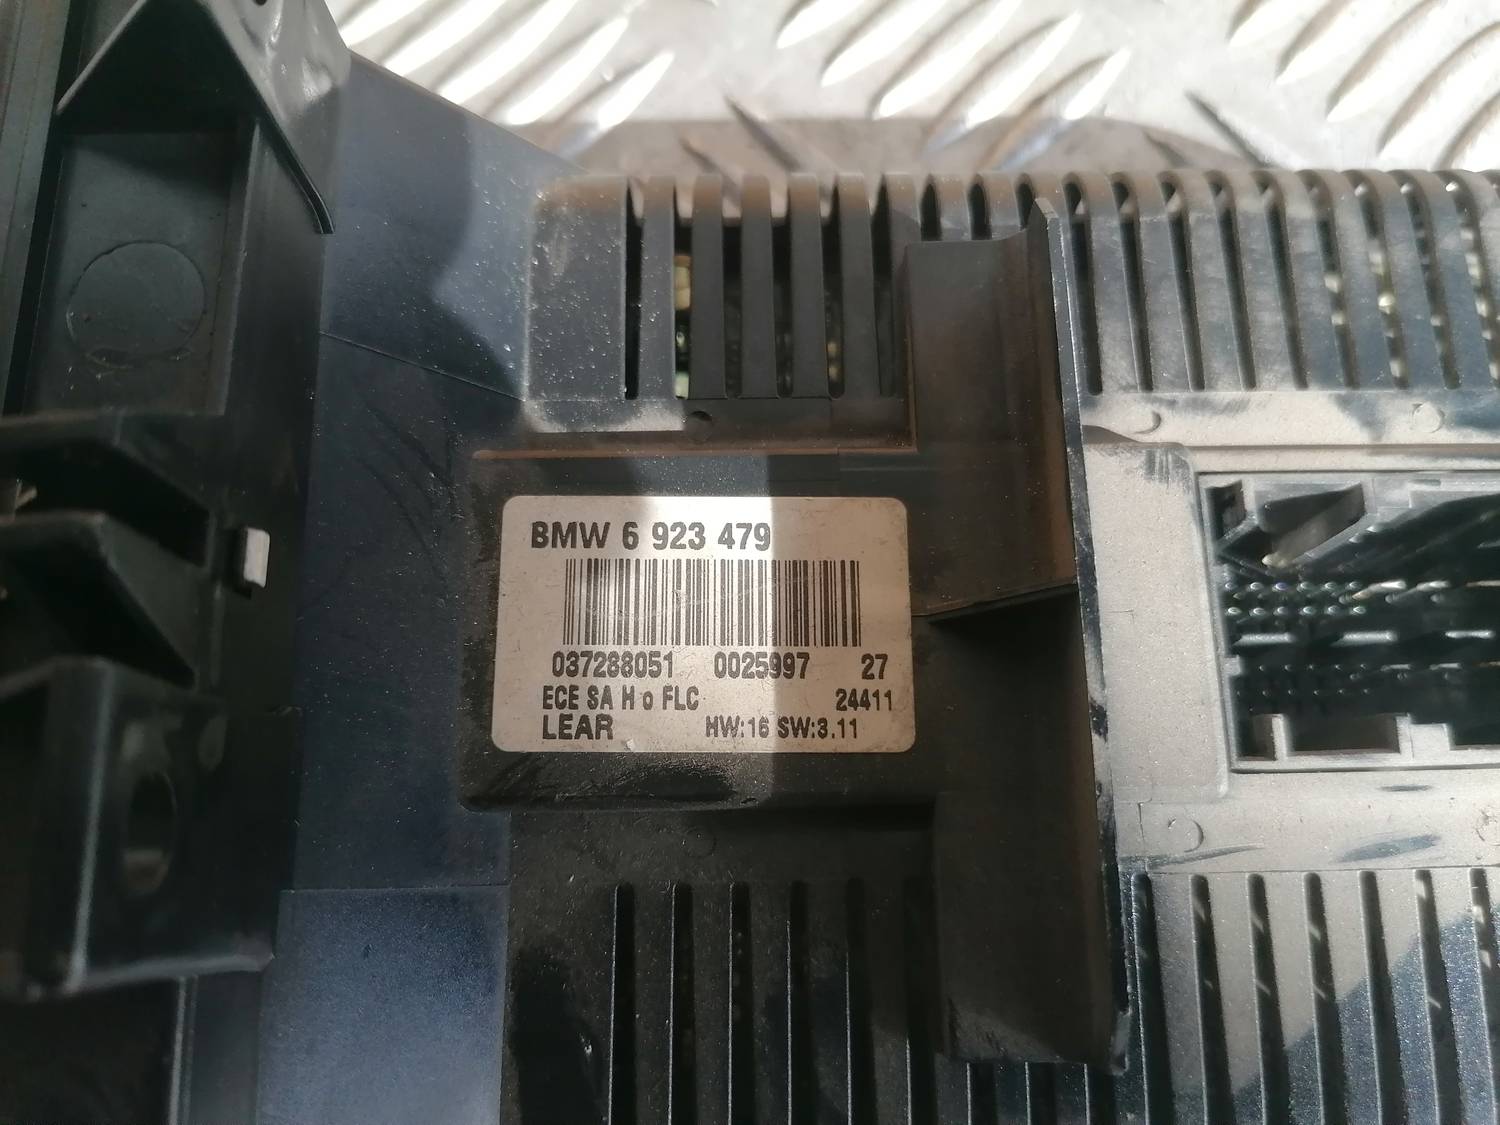 BMW 6 923 479
037288051 0025997 27
ECE SA H o FLC 24411
LEAR HW:16 SW:3.11